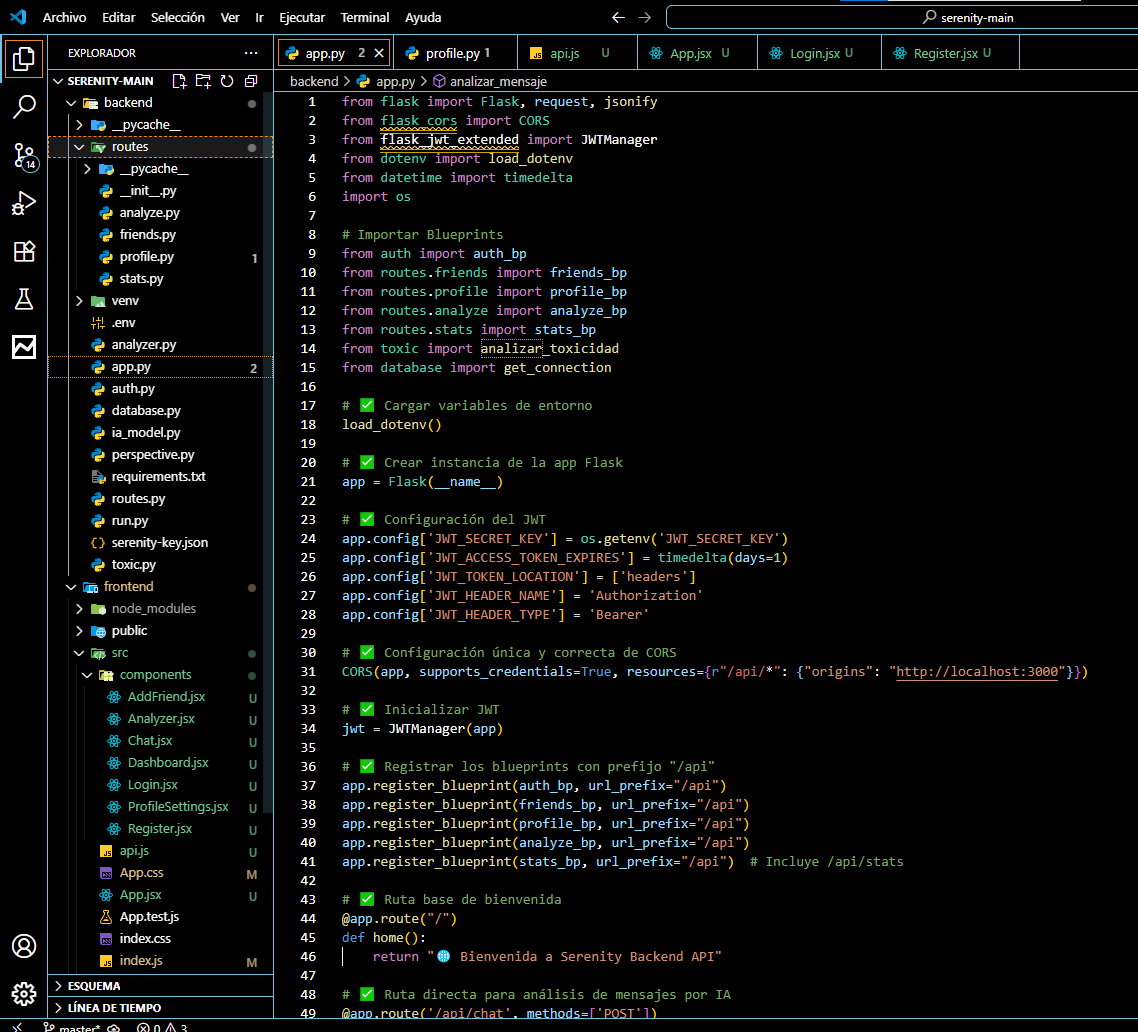 Archivo Editar Selección Ver Ir Ejecutar Terminal Ayuda
serenity-main
EXPLORADOR
app.py 2
profile.py 1
api.js U
App.jsx U
Login.jsx U
Register.jsx U
SERENITY-MAIN
backend > app.py > analizar_mensaje
backend
__pycache__
routes
__pycache__
__init__.py
analyze.py
friends.py
profile.py 1
stats.py
venv
.env
analyzer.py
app.py 2
auth.py
database.py
ia_model.py
perspective.py
requirements.txt
routes.py
run.py
serenity-key.json
toxic.py
frontend
node_modules
public
src
components
AddFriend.jsx U
Analyzer.jsx U
Chat.jsx U
Dashboard.jsx U
Login.jsx U
ProfileSettings.jsx U
Register.jsx U
api.js U
App.css M
App.jsx U
App.test.js
index.css
index.js M
ESQUEMA
LÍNEA DE TIEMPO
14
master*
0 3
1 from flask import Flask, request, jsonify
2 from flask_cors import CORS
3 from flask_jwt_extended import JWTManager
4 from dotenv import load_dotenv
5 from datetime import timedelta
6 import os
7
8 # Importar Blueprints
9 from auth import auth_bp
10 from routes.friends import friends_bp
11 from routes.profile import profile_bp
12 from routes.analyze import analyze_bp
13 from routes.stats import stats_bp
14 from toxic import analizar_toxicidad
15 from database import get_connection
16
17 # ✅ Cargar variables de entorno
18 load_dotenv()
19
20 # ✅ Crear instancia de la app Flask
21 app = Flask(__name__)
22
23 # ✅ Configuración del JWT
24 app.config['JWT_SECRET_KEY'] = os.getenv('JWT_SECRET_KEY')
25 app.config['JWT_ACCESS_TOKEN_EXPIRES'] = timedelta(days=1)
26 app.config['JWT_TOKEN_LOCATION'] = ['headers']
27 app.config['JWT_HEADER_NAME'] = 'Authorization'
28 app.config['JWT_HEADER_TYPE'] = 'Bearer'
29
30 # ✅ Configuración única y correcta de CORS
31 CORS(app, supports_credentials=True, resources={r"/api/*": {"origins": "http://localhost:3000"}})
32
33 # ✅ Inicializar JWT
34 jwt = JWTManager(app)
35
36 # ✅ Registrar los blueprints con prefijo "/api"
37 app.register_blueprint(auth_bp, url_prefix="/api")
38 app.register_blueprint(friends_bp, url_prefix="/api")
39 app.register_blueprint(profile_bp, url_prefix="/api")
40 app.register_blueprint(analyze_bp, url_prefix="/api")
41 app.register_blueprint(stats_bp, url_prefix="/api")  # Incluye /api/stats
42
43 # ✅ Ruta base de bienvenida
44 @app.route("/")
45 def home():
46     return "🌐 Bienvenida a Serenity Backend API"
47
48 # ✅ Ruta directa para análisis de mensajes por IA
49 @app.route('/api/chat', methods=['POST'])